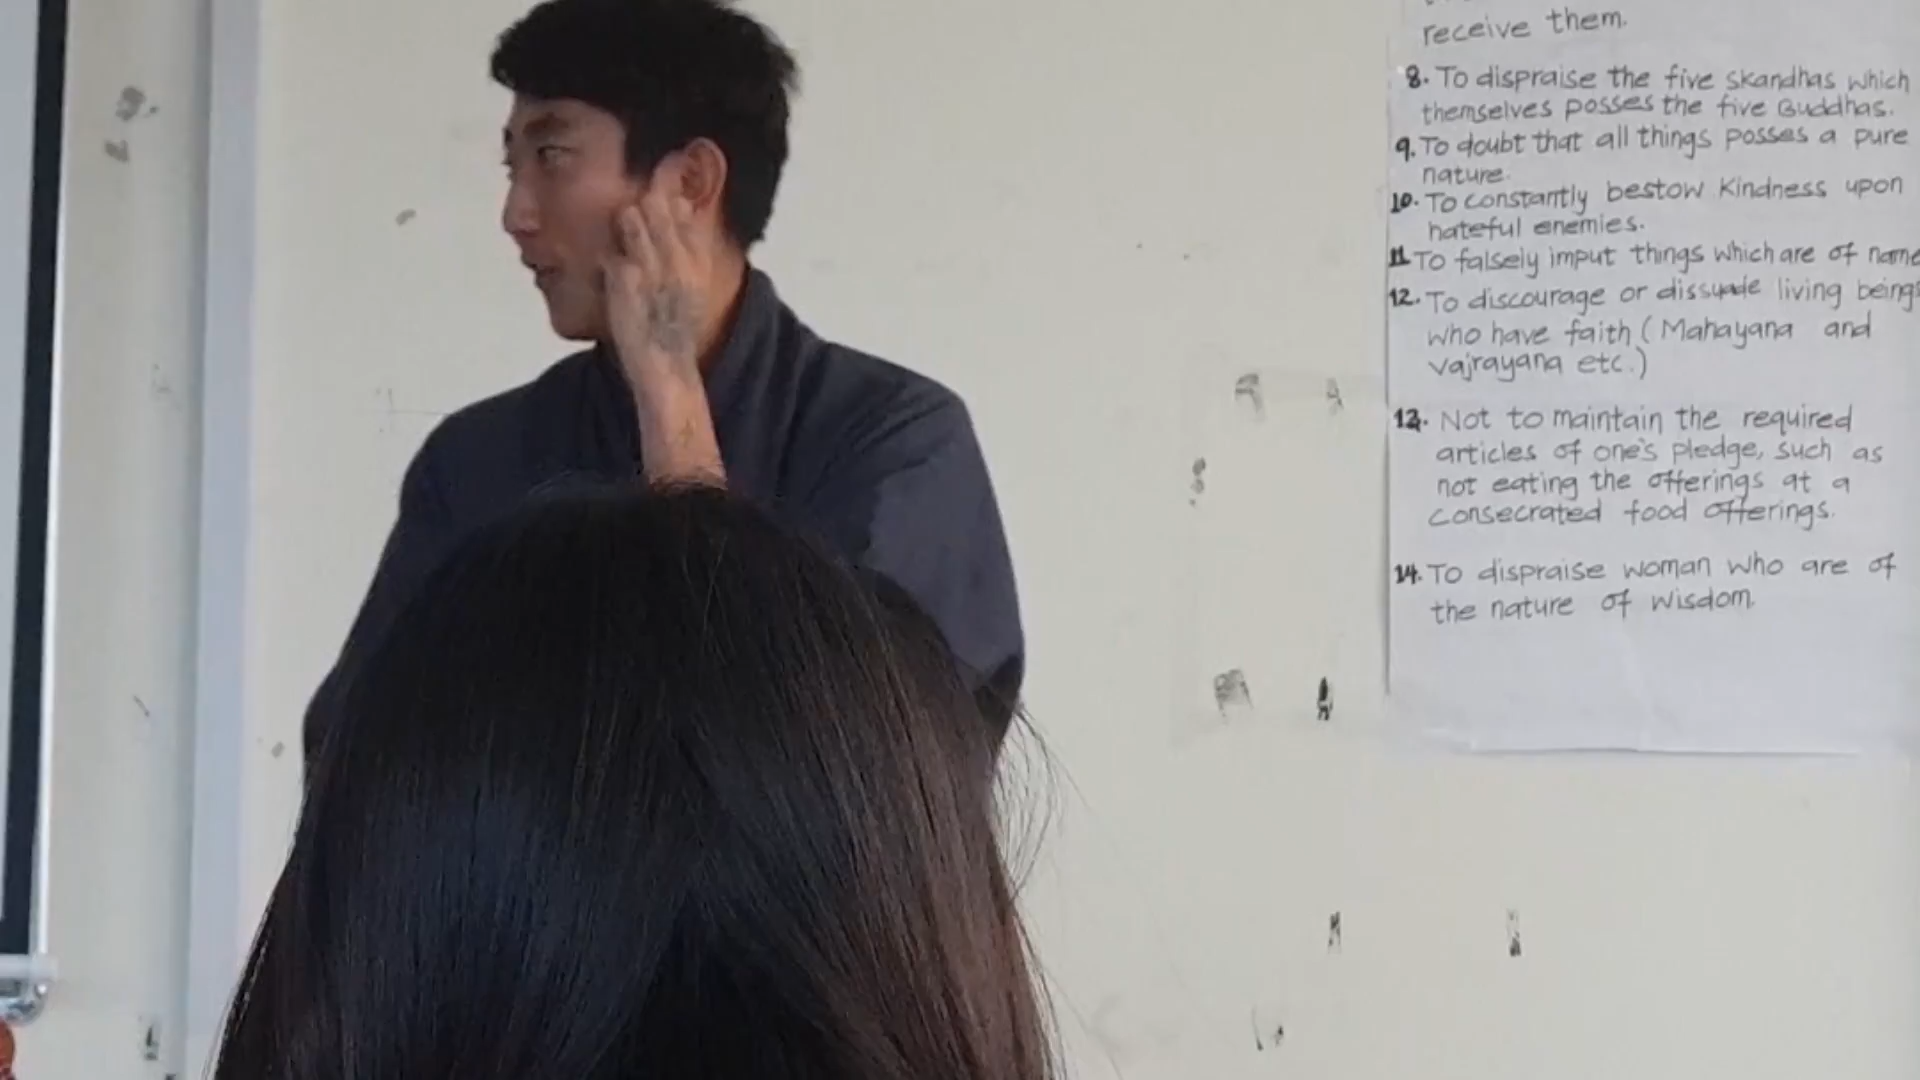 receive them.
8. To dispraise the five skandhas which
themselves posses the five Buddhas.
9. To doubt that all things posses a pure
nature.
10. To constantly bestow kindness upon
hateful enemies.
11. To falsely imput things which are of name
12. To discourage or dissuade living beings
who have faith ( Mahayana and
vajrayana etc.)
13. Not to maintain the required
articles of one's pledge, such as
not eating the offerings at a
consecrated food offerings.
14. To dispraise woman who are of
the nature of wisdom.